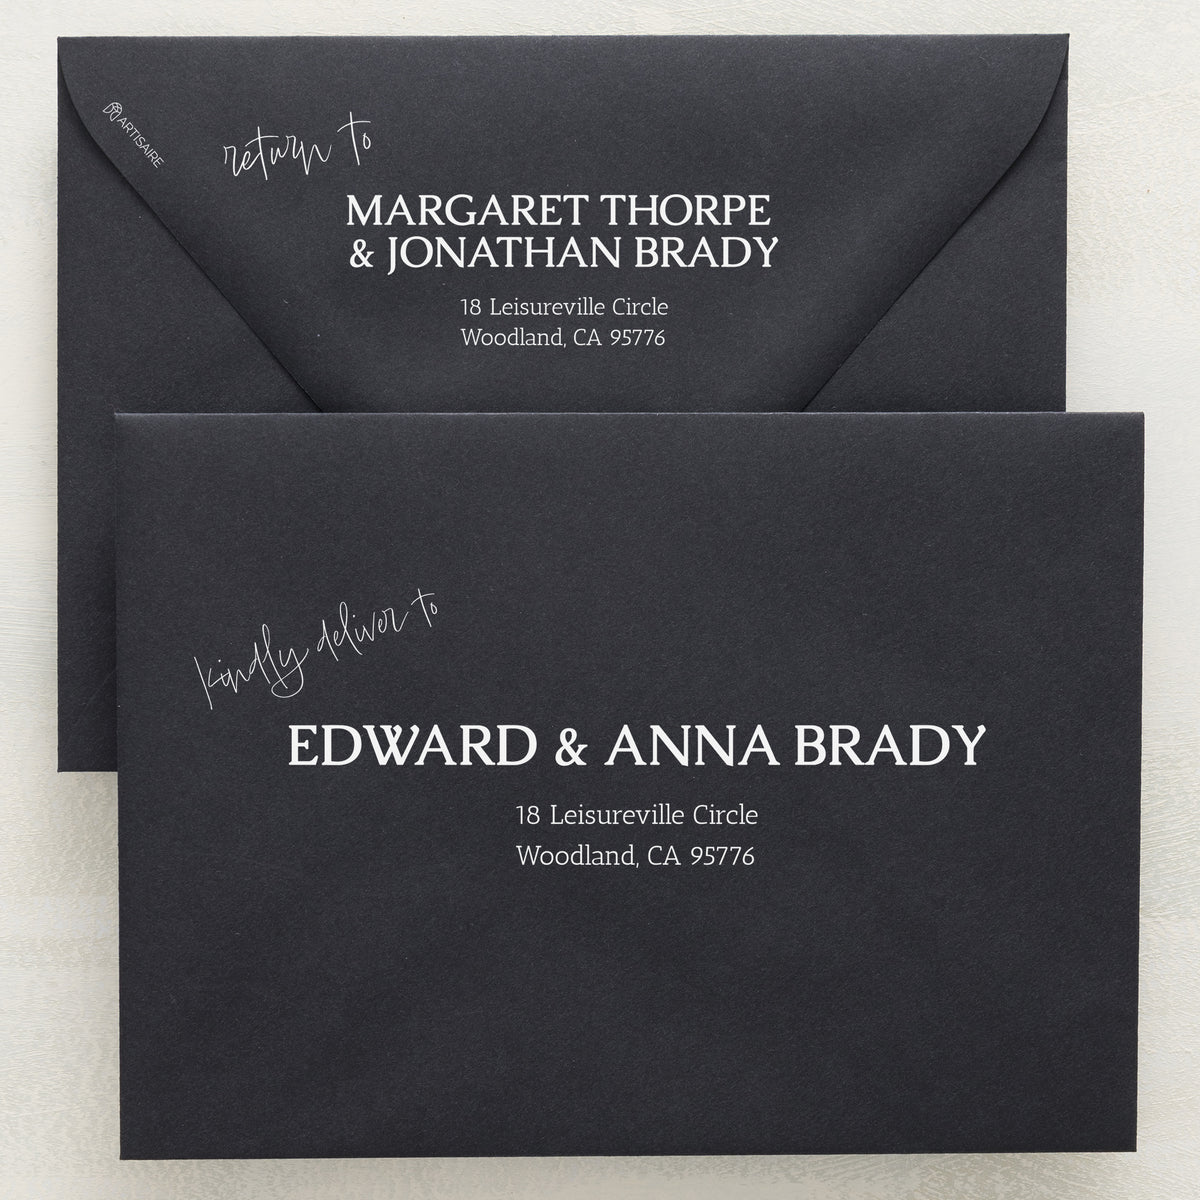 ARTISAIRE
return to
MARGARET THORPE
& JONATHAN BRADY
18 Leisureville Circle
Woodland, CA 95776
kindly deliver to
EDWARD & ANNA BRADY
18 Leisureville Circle
Woodland, CA 95776